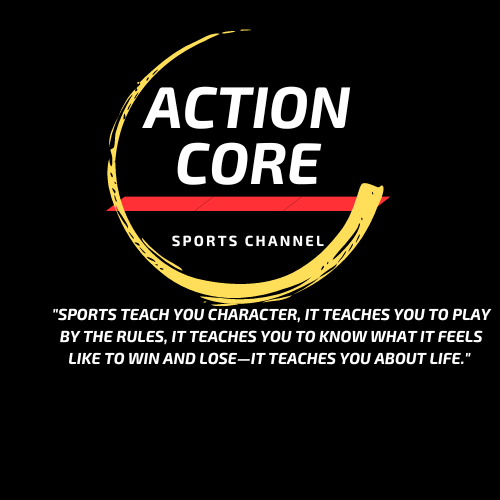 ACTION
CORE
SPORTS CHANNEL
"SPORTS TEACH YOU CHARACTER, IT TEACHES YOU TO PLAY
BY THE RULES, IT TEACHES YOU TO KNOW WHAT IT FEELS
LIKE TO WIN AND LOSE—IT TEACHES YOU ABOUT LIFE."